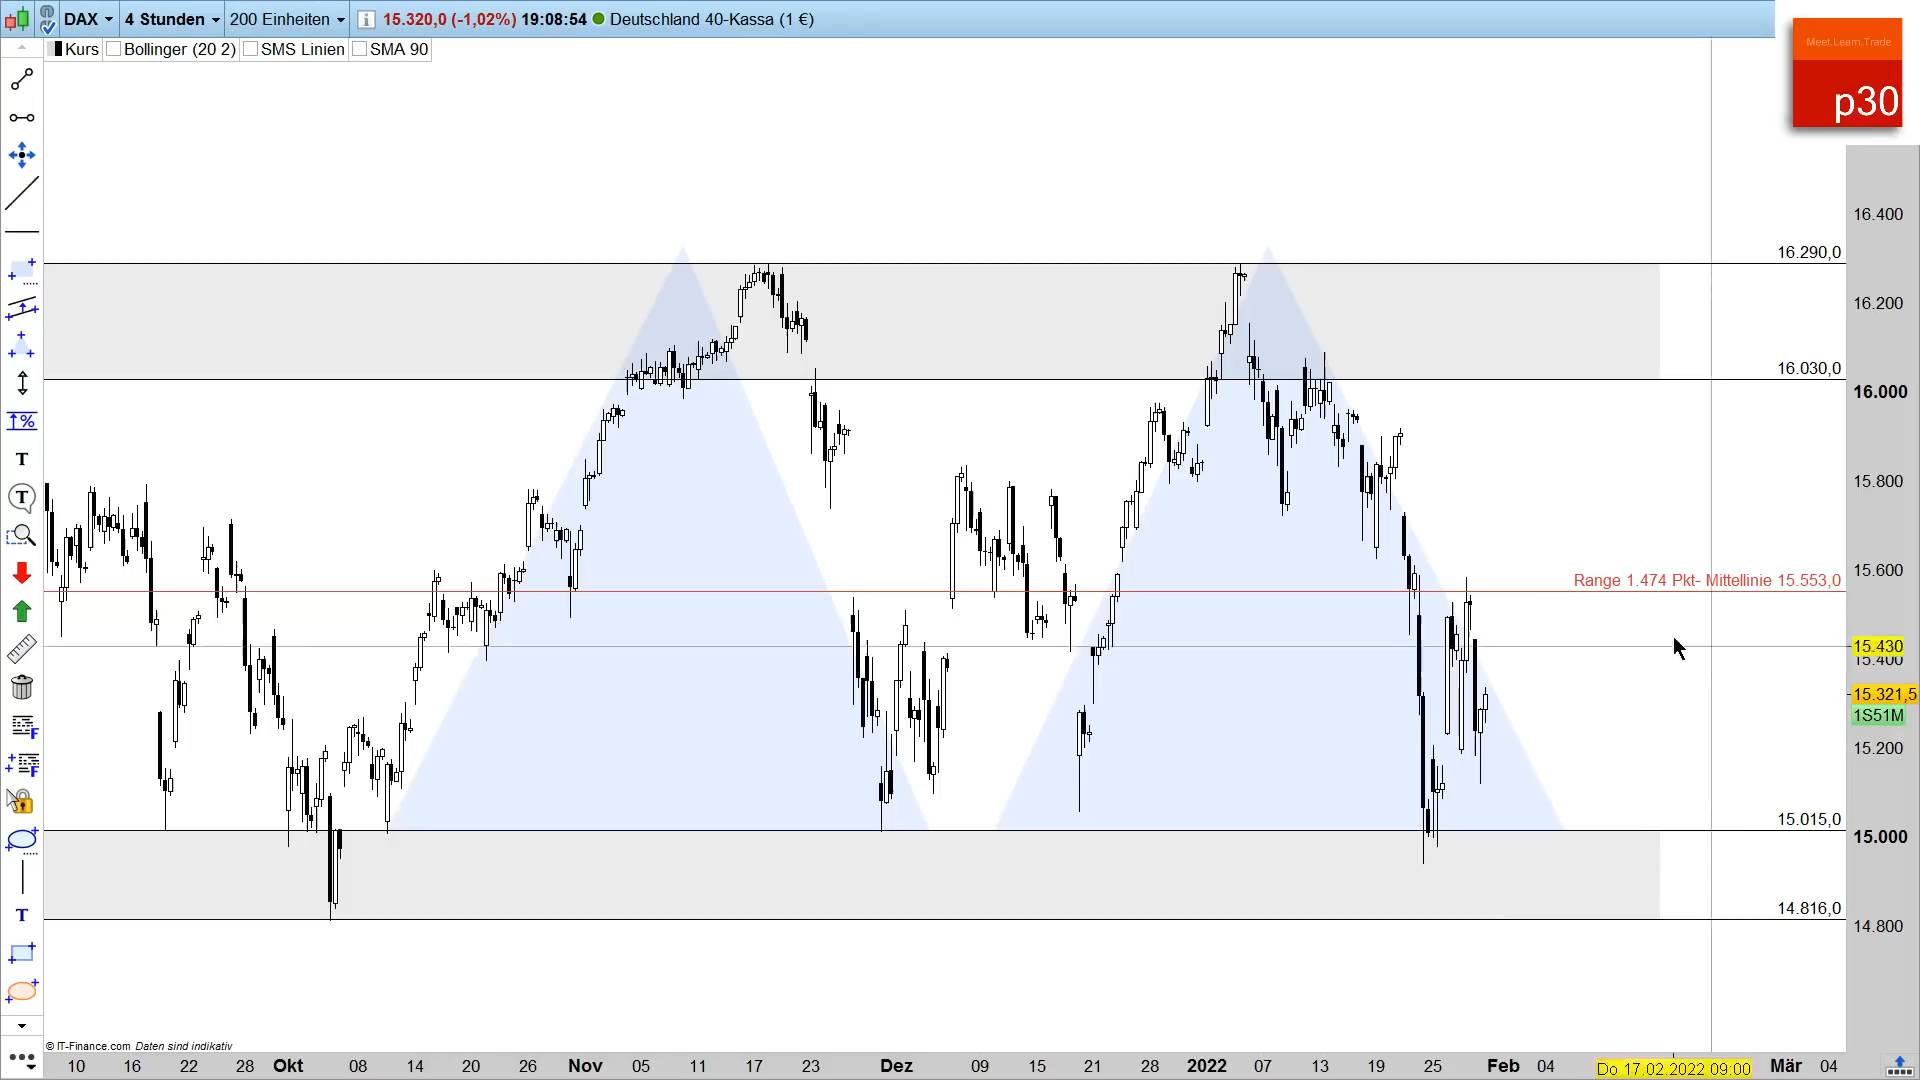 DAX 4 Stunden 200 Einheiten i 15.320,0 (-1,02%) 19:08:54 Deutschland 40-Kassa (1 €)
Kurs Bollinger (20 2) SMS Linien SMA 90
Meet.Learn.Trade
p30
16.400
16.290,0
16.200
16.030,0
16.000
15.800
15.600
Range 1.474 Pkt- Mittellinie 15.553,0
15.430
15.400
15.321,5
1S51M
15.200
15.015,0
15.000
14.816,0
14.800
%
T
T
F
F
T
© IT-Finance.com Daten sind indikativ
10 16 22 28 Okt 08 14 20 26 Nov 05 11 17 23 Dez 09 15 21 28 2022 07 13 19 25 Feb 04 Do 17.02.2022 09:00 Mär 04